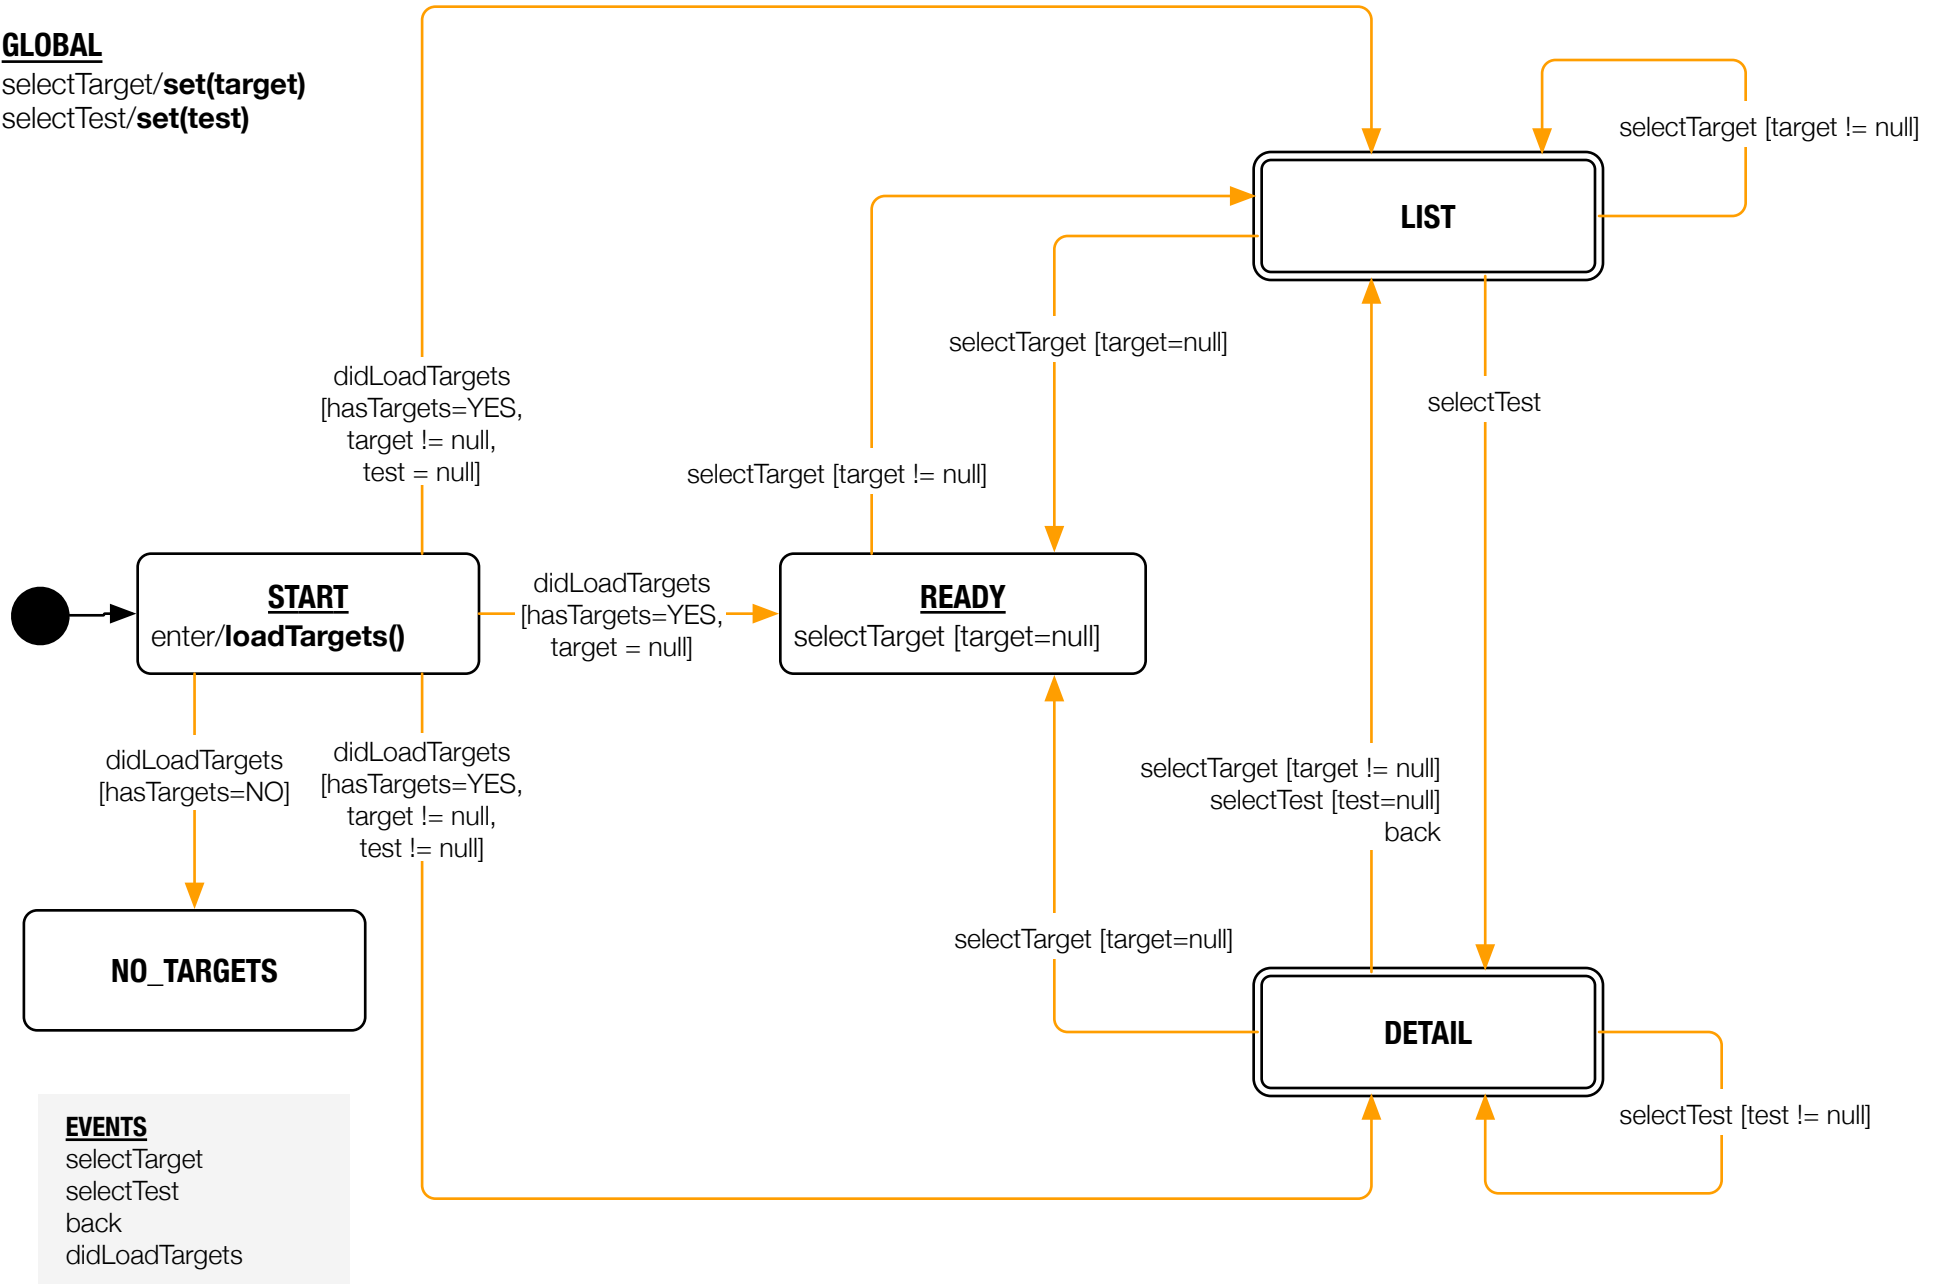 GLOBAL
selectTarget/set(target)
selectTest/set(test)
selectTarget [target != null]
LIST
selectTarget [target=null]
didLoadTargets
[hasTargets=YES,
target != null,
test = null]
selectTest
selectTarget [target != null]
START
enter/loadTargets()
didLoadTargets
[hasTargets=YES,
target = null]
READY
selectTarget [target=null]
didLoadTargets
[hasTargets=NO]
didLoadTargets
[hasTargets=YES,
target != null,
test != null]
selectTarget [target != null]
selectTest [test=null]
back
selectTarget [target=null]
NO_TARGETS
DETAIL
selectTest [test != null]
EVENTS
selectTarget
selectTest
back
didLoadTargets